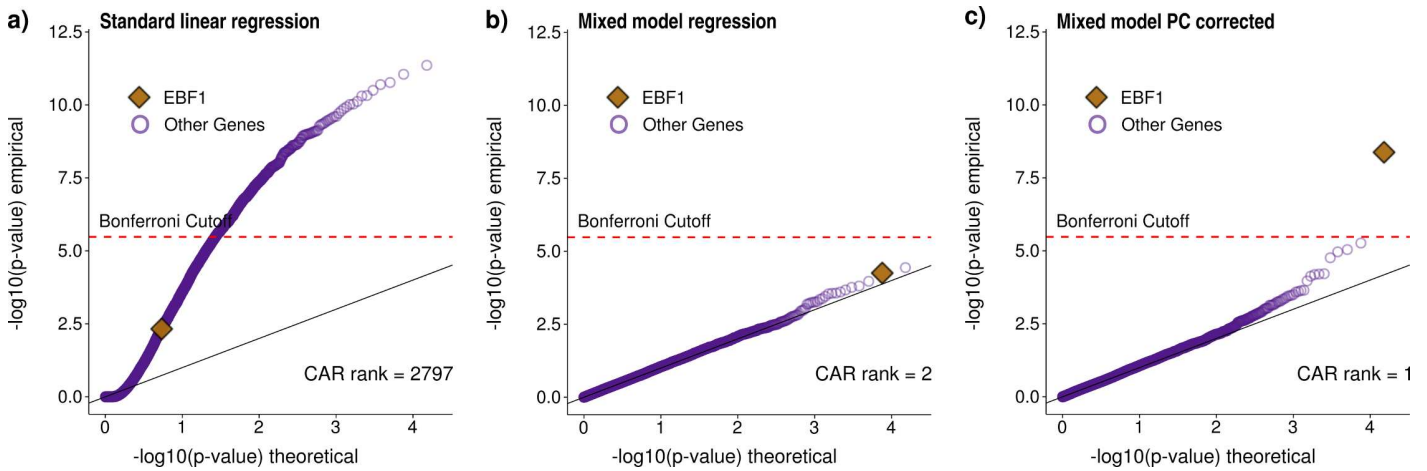 a) Standard linear regression
12.5
10.0
7.5
5.0
2.5
0.0
-log10(p-value) empirical
EBF1
Other Genes
Bonferroni Cutoff
CAR rank = 2797
0 1 2 3 4
-log10(p-value) theoretical
b) Mixed model regression
12.5
10.0
7.5
5.0
2.5
0.0
-log10(p-value) empirical
EBF1
Other Genes
Bonferroni Cutoff
CAR rank = 2
0 1 2 3 4
-log10(p-value) theoretical
c) Mixed model PC corrected
12.5
10.0
7.5
5.0
2.5
0.0
-log10(p-value) empirical
EBF1
Other Genes
Bonferroni Cutoff
CAR rank = 1
0 1 2 3 4
-log10(p-value) theoretical